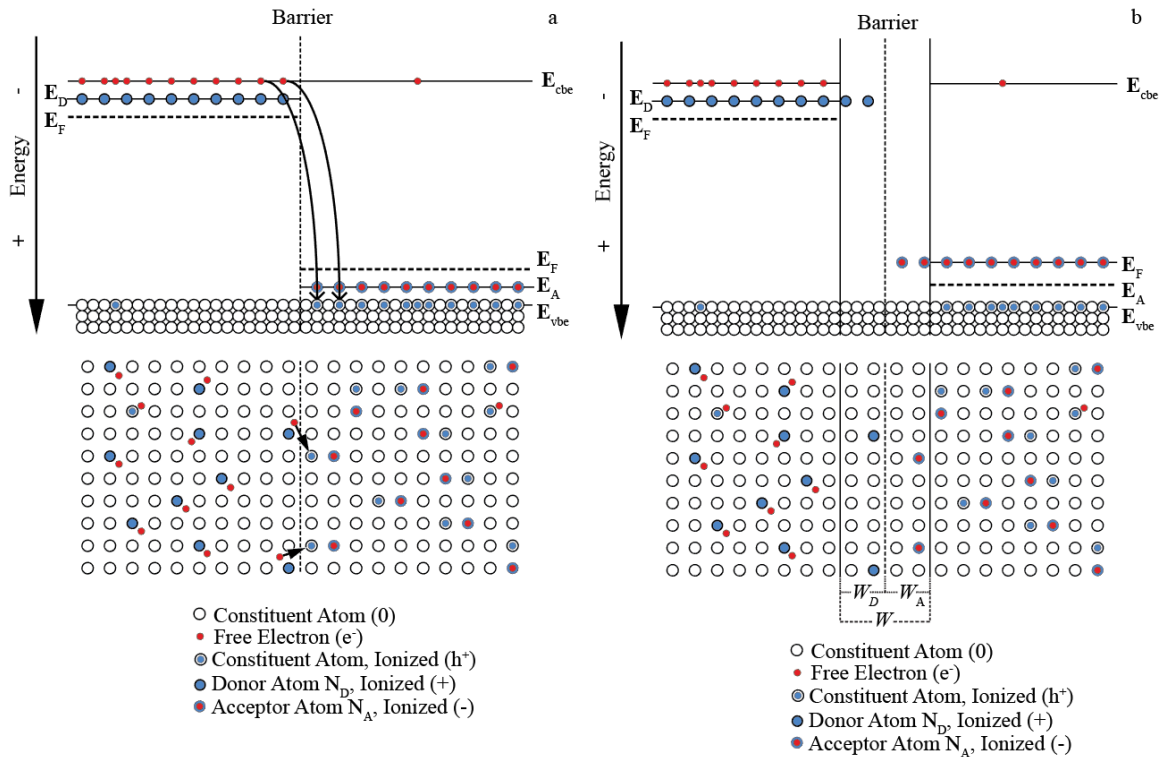 Barrier
a
E_cbe
E_D
E_F
-
Energy
+
E_F
E_A
E_vbe
Constituent Atom (0)
Free Electron (e⁻)
Constituent Atom, Ionized (h⁺)
Donor Atom N_D, Ionized (+)
Acceptor Atom N_A, Ionized (-)
Barrier
b
E_cbe
E_D
E_F
-
Energy
+
E_F
E_A
E_vbe
W_D
W_A
W
Constituent Atom (0)
Free Electron (e⁻)
Constituent Atom, Ionized (h⁺)
Donor Atom N_D, Ionized (+)
Acceptor Atom N_A, Ionized (-)